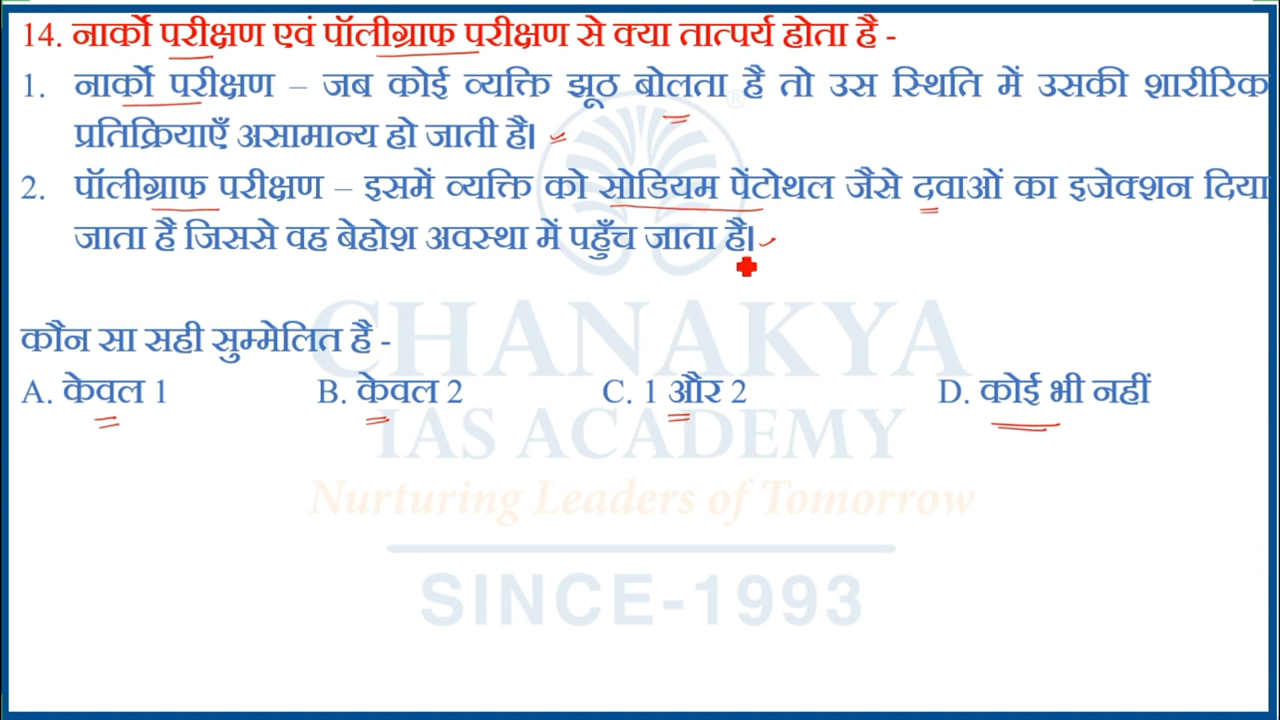 14. नार्को परीक्षण एवं पॉलीग्राफ परीक्षण से क्या तात्पर्य होता है -
1. नार्को परीक्षण – जब कोई व्यक्ति झूठ बोलता है तो उस स्थिति में उसकी शारीरिक
प्रतिक्रियाएँ असामान्य हो जाती है।
2. पॉलीग्राफ परीक्षण – इसमें व्यक्ति को सोडियम पेंटोथल जैसे दवाओं का इजेक्शन दिया
जाता है जिससे वह बेहोश अवस्था में पहुँच जाता है।
कौन सा सही सुम्मेलित है -
A. केवल 1 B. केवल 2 C. 1 और 2 D. कोई भी नहीं
®
CHANAKYA
IAS ACADEMY
Nurturing Leaders of Tomorrow
SINCE-1993